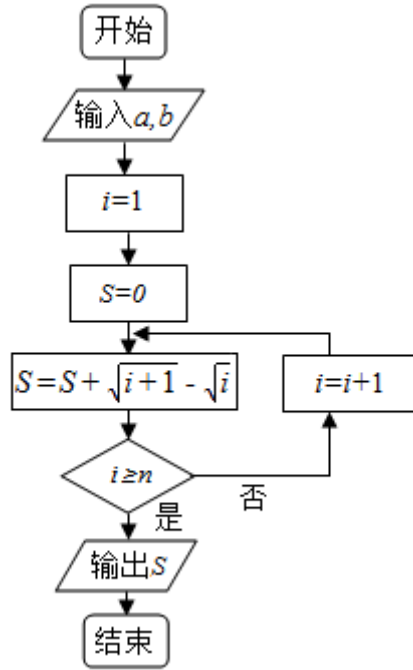 开始
输入a,b
i=1
S=0
S=S+√(i+1)-√i
i=i+1
i≥n
否
是
输出S
结束